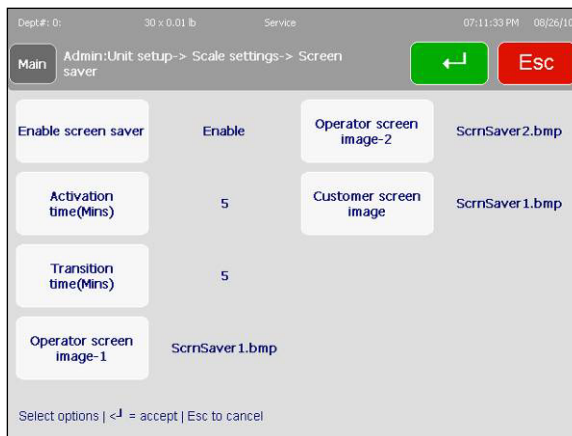 Dept#: 0: 30 x 0.01 lb Service 07:11:33 PM 08/26/10
Main
Admin:Unit setup-> Scale settings-> Screen
saver
Esc
Enable screen saver Enable
Operator screen
image-2
ScrnSaver2.bmp
Activation
time(Mins)
5
Customer screen
image
ScrnSaver1.bmp
Transition
time(Mins)
5
Operator screen
image-1
ScrnSaver1.bmp
Select options | <┘ = accept | Esc to cancel